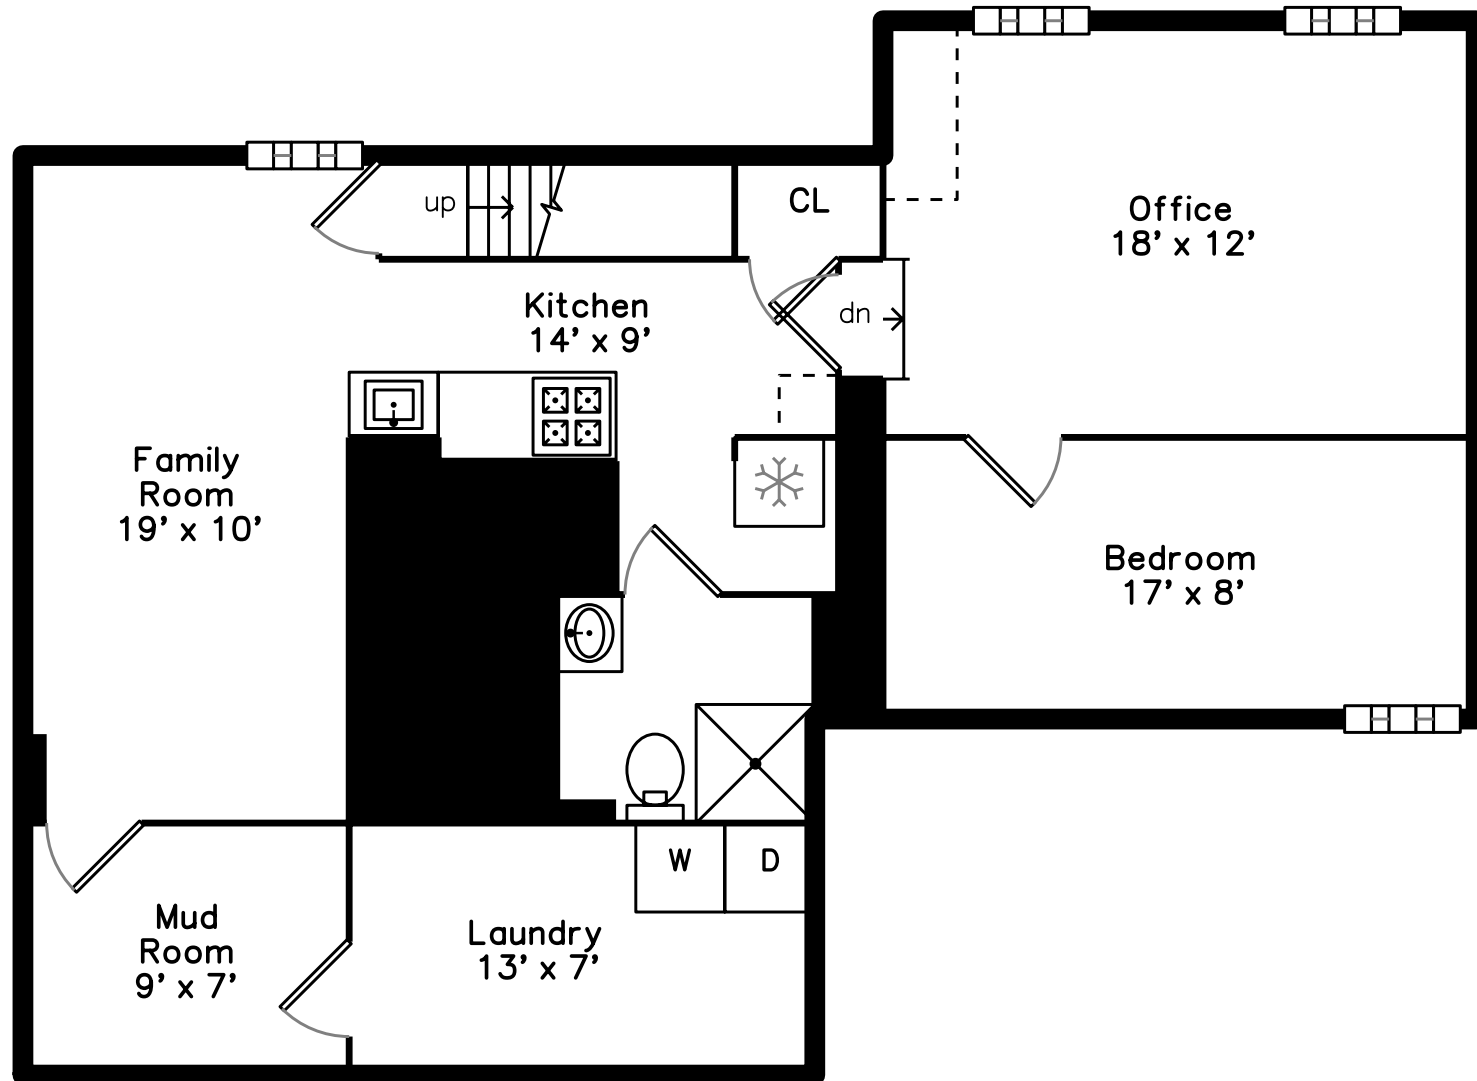 up
CL
Office
18' x 12'
Kitchen
14' x 9'
dn
Family
Room
19' x 10'
Bedroom
17' x 8'
W
D
Mud
Room
9' x 7'
Laundry
13' x 7'